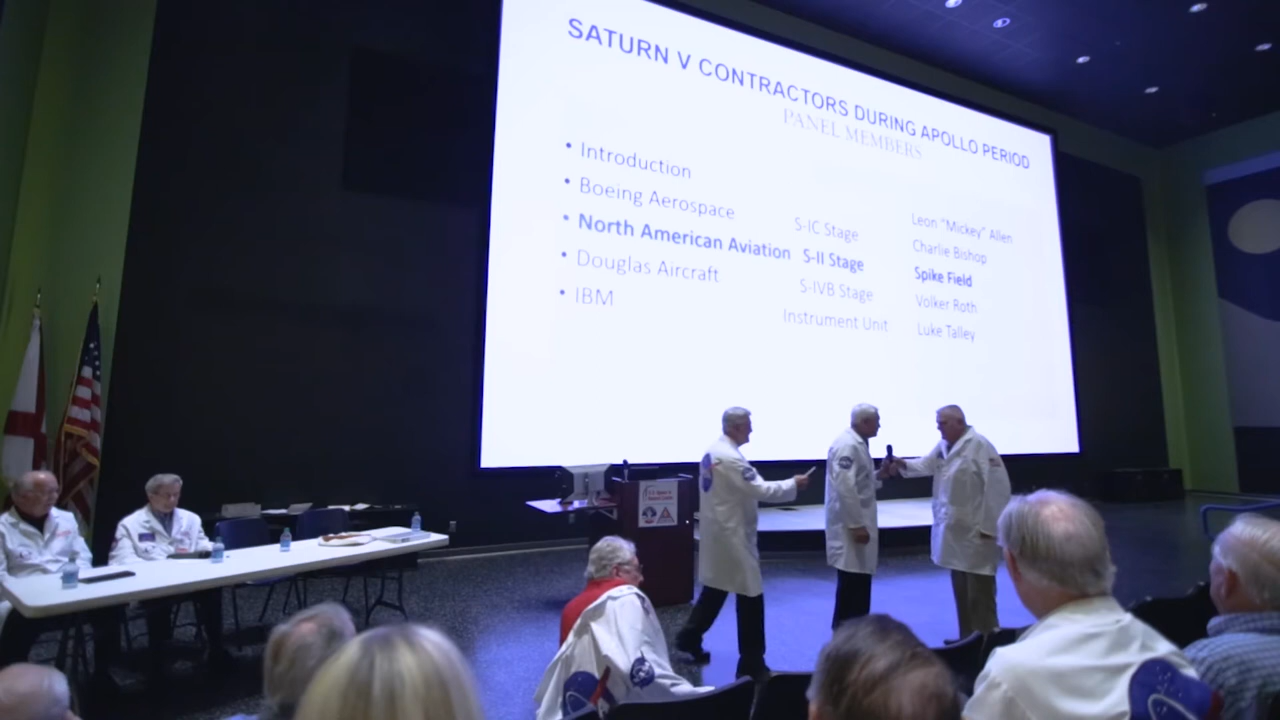 SATURN V CONTRACTORS DURING APOLLO PERIOD
PANEL MEMBERS
• Introduction
• Boeing Aerospace S-IC Stage Leon "Mickey" Allen
• North American Aviation S-II Stage Charlie Bishop
• Douglas Aircraft S-IVB Stage Spike Field
• IBM Instrument Unit Volker Roth
Luke Talley